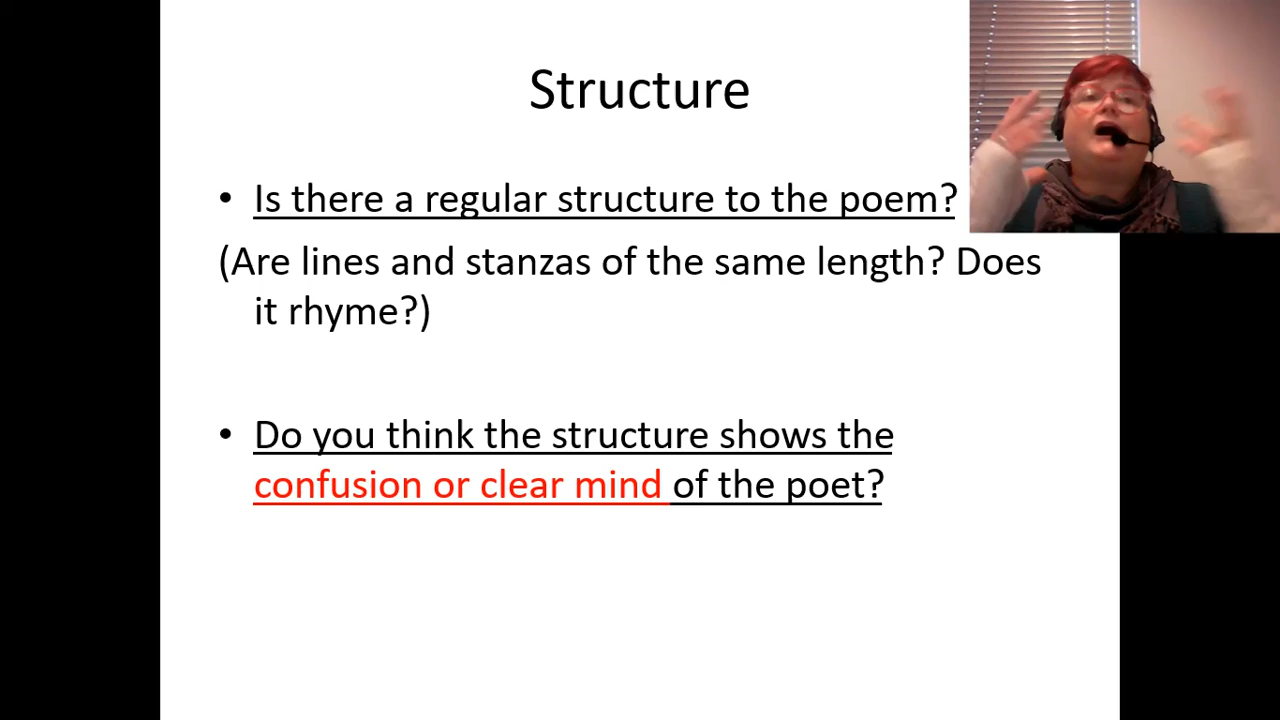 Structure
• Is there a regular structure to the poem?
(Are lines and stanzas of the same length? Does
it rhyme?)
• Do you think the structure shows the
confusion or clear mind of the poet?